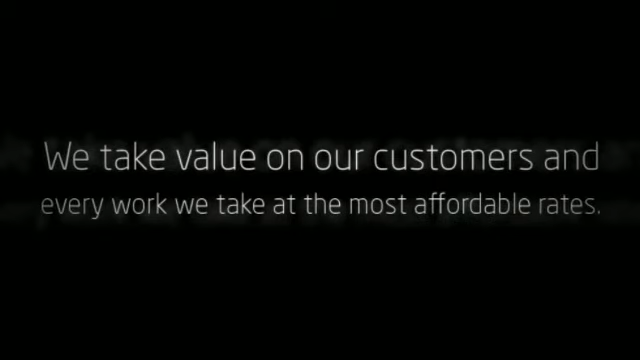 We take value on our customers and
every work we take at the most affordable rates.